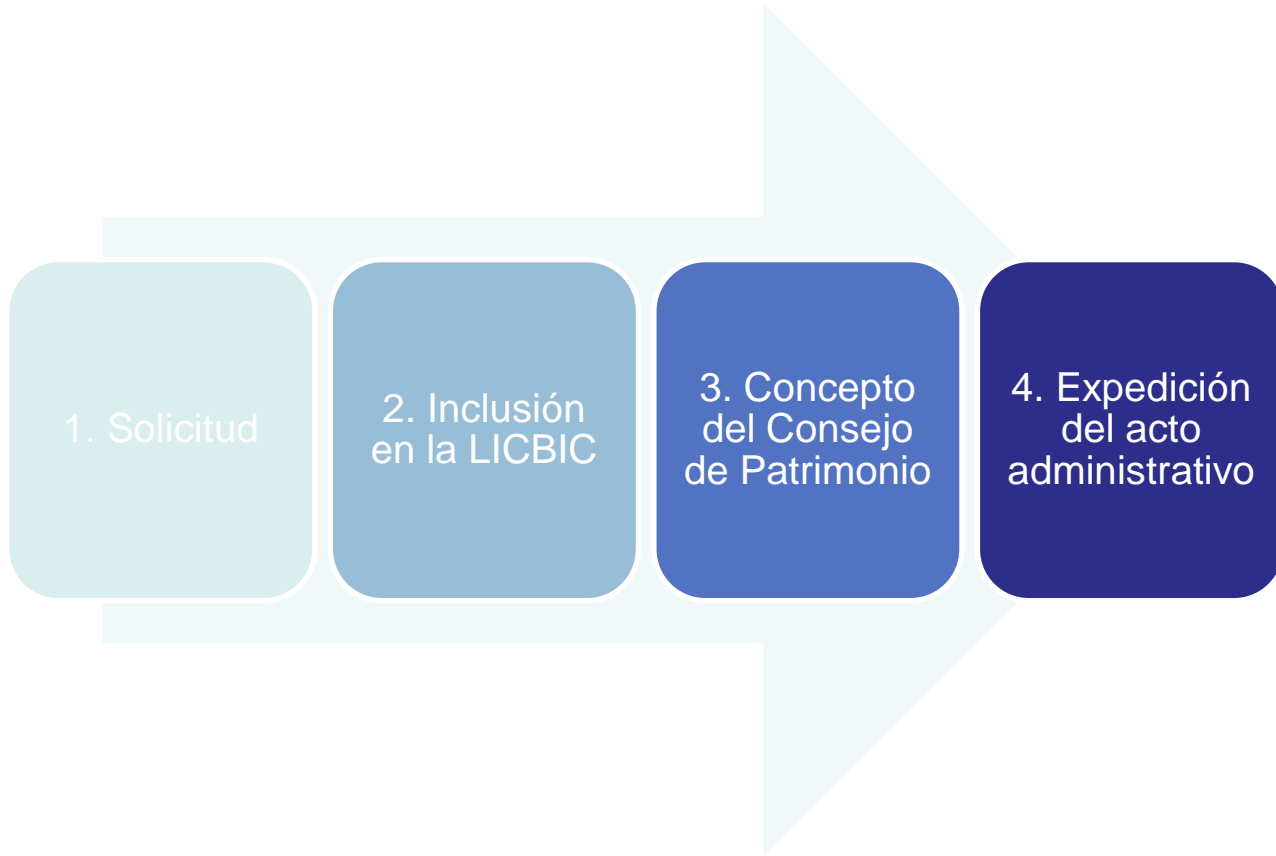 1. Solicitud
2. Inclusión
en la LICBIC
3. Concepto
del Consejo
de Patrimonio
4. Expedición
del acto
administrativo